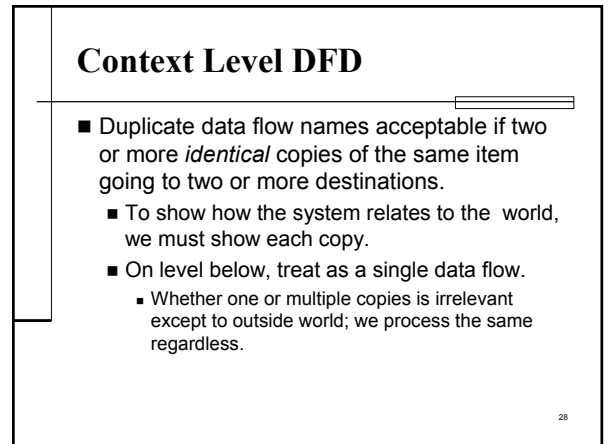 Context Level DFD
■ Duplicate data flow names acceptable if two
or more identical copies of the same item
going to two or more destinations.
■ To show how the system relates to the world,
we must show each copy.
■ On level below, treat as a single data flow.
■ Whether one or multiple copies is irrelevant
except to outside world; we process the same
regardless.
28